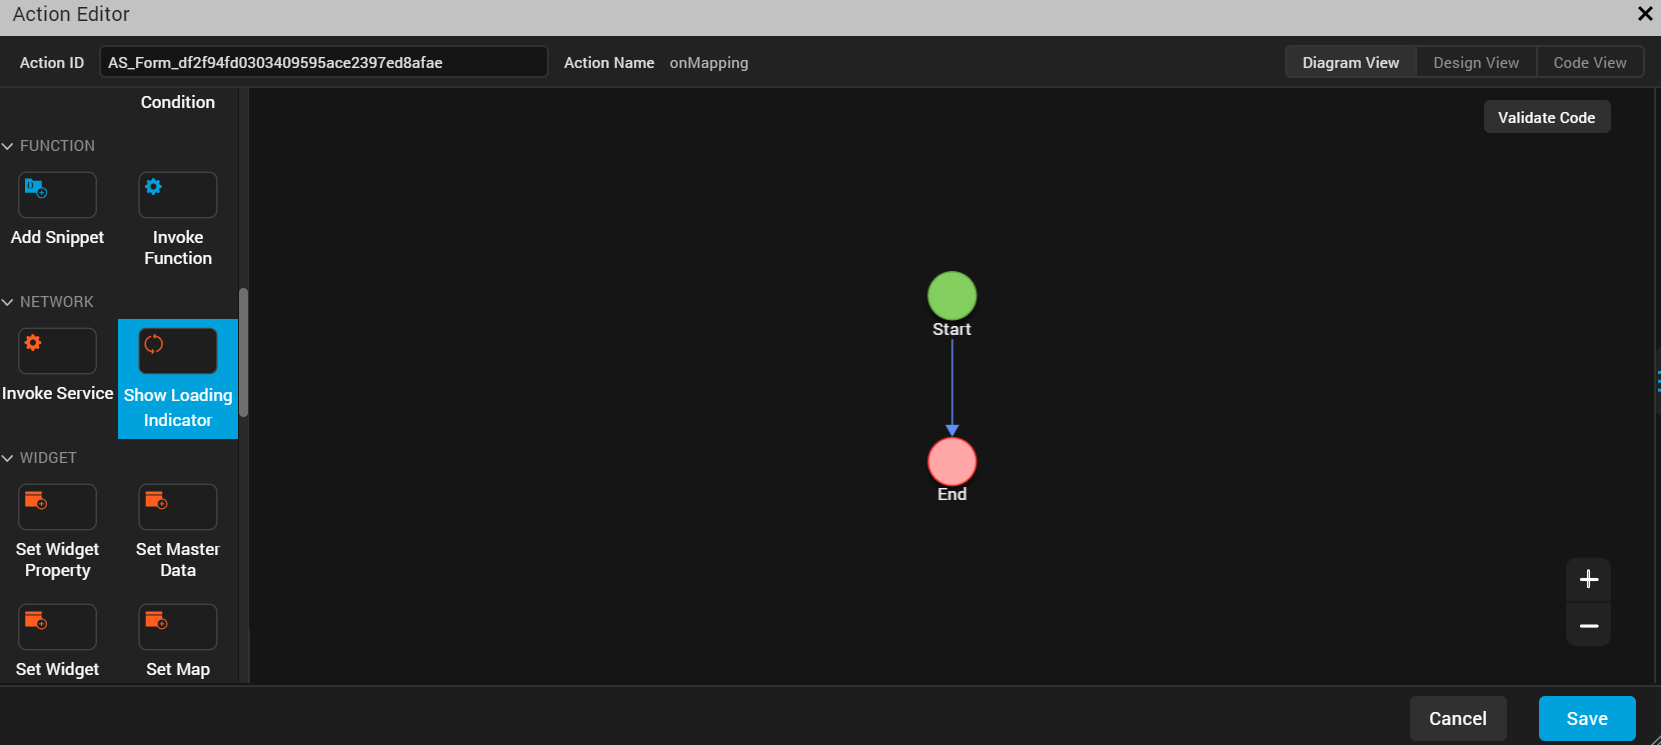 Action Editor
Action ID AS_Form_df2f94fd0303409595ace2397ed8afae Action Name onMapping Diagram View Design View Code View
Condition
Validate Code
FUNCTION
Add Snippet
Invoke
Function
NETWORK
Invoke Service
Show Loading
Indicator
WIDGET
Set Widget
Property
Set Master
Data
Set Widget
Set Map
Start
End
Cancel
Save